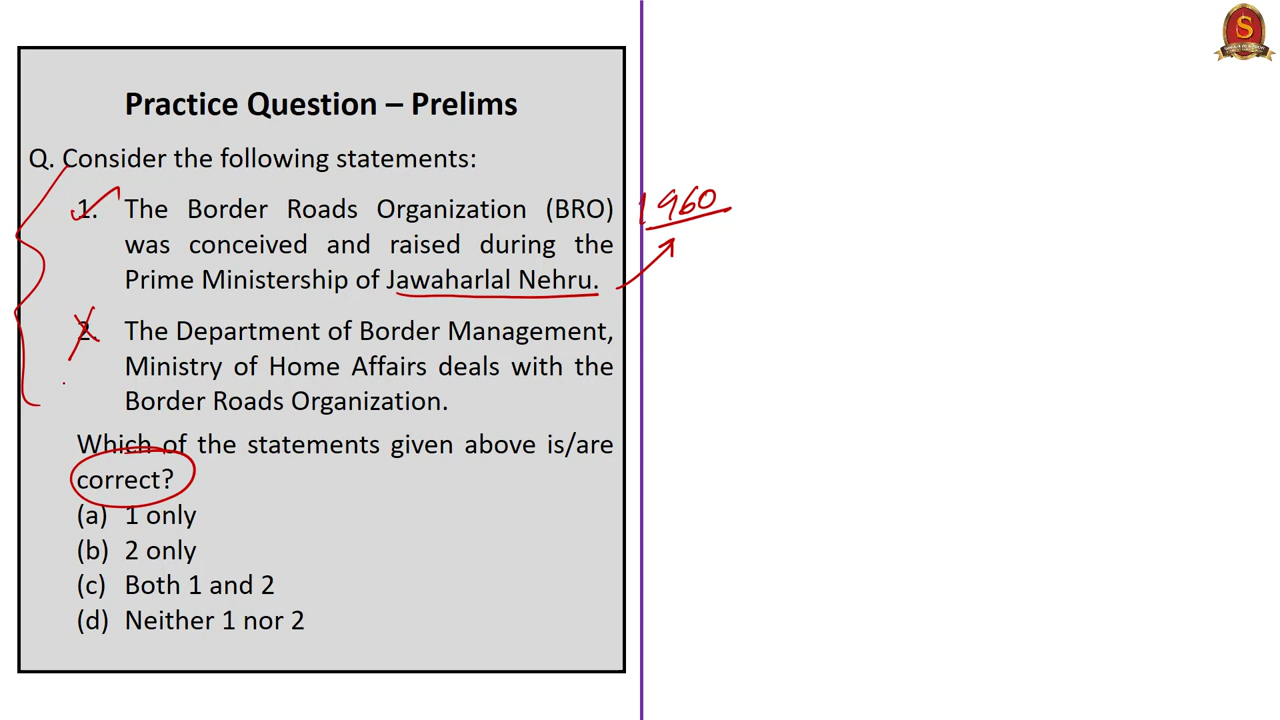 Practice Question – Prelims
Q. Consider the following statements:
1. The Border Roads Organization (BRO)
was conceived and raised during the
Prime Ministership of Jawaharlal Nehru.
1960
2. The Department of Border Management,
Ministry of Home Affairs deals with the
Border Roads Organization.
Which of the statements given above is/are
correct?
(a) 1 only
(b) 2 only
(c) Both 1 and 2
(d) Neither 1 nor 2
S